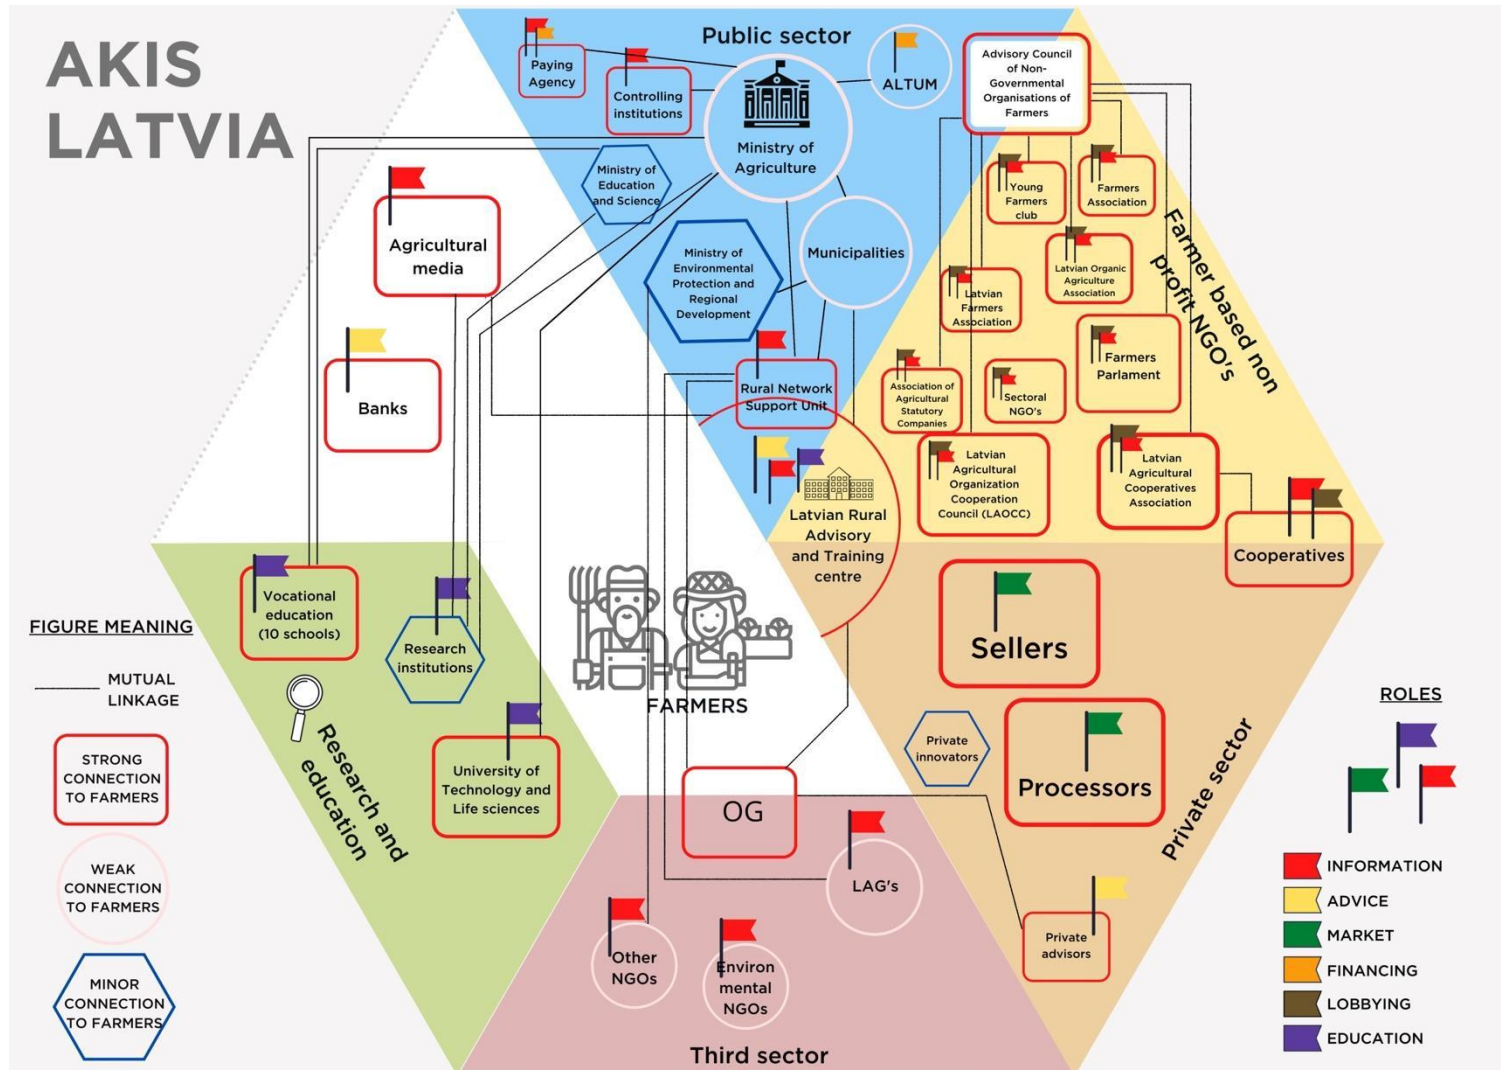 AKIS
LATVIA
Public sector
Paying
Agency
Controlling
institutions
Ministry of
Agriculture
ALTUM
Advisory Council
of Non-
Governmental
Organisations of
Farmers
Ministry of
Education
and Science
Young
Farmers
club
Farmers
Association
Agricultural
media
Ministry of
Environmental
Protection and
Regional
Development
Municipalities
Latvian Organic
Agriculture
Association
Latvian
Farmers
Association
Farmer based non
profit NGO's
Farmers
Parlament
Banks
Rural Network
Support Unit
Association of
Agricultural
Statutory
Companies
Sectoral
NGO's
Latvian
Agricultural
Organization
Cooperation
Council (LAOCC)
Latvian
Agricultural
Cooperatives
Association
Latvian Rural
Advisory
and Training
centre
Cooperatives
Vocational
education
(10 schools)
Research
institutions
FARMERS
Sellers
Private
innovators
Processors
Private sector
University of
Technology and
Life sciences
Research and
education
OG
LAG's
Other
NGOs
Environ
mental
NGOs
Private
advisors
Third sector
FIGURE MEANING
MUTUAL
LINKAGE
STRONG
CONNECTION
TO FARMERS
WEAK
CONNECTION
TO FARMERS
MINOR
CONNECTION
TO FARMERS
ROLES
INFORMATION
ADVICE
MARKET
FINANCING
LOBBYING
EDUCATION